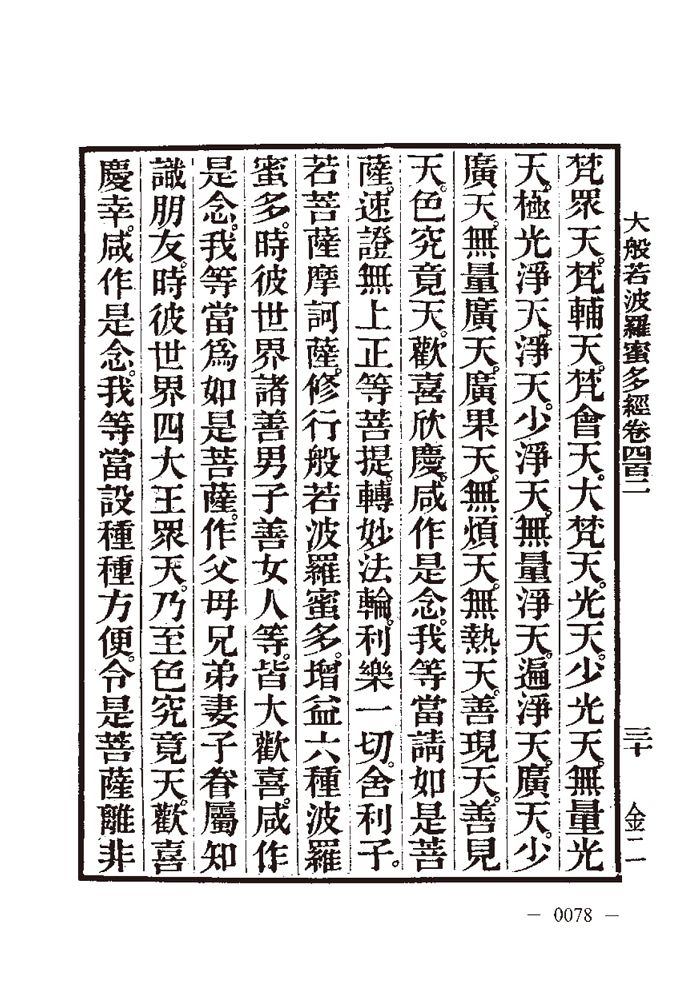 大般若波羅蜜多經卷四百二
三十
金二
梵眾天。梵輔天。梵會天。大梵天。光天。少光天。無量光
天。極光淨天。淨天。少淨天。無量淨天。遍淨天。廣天。少
廣天。無量廣天。廣果天。無煩天。無熱天。善現天。善見
天。色究竟天。歡喜欣慶。咸作是念。我等當請如是菩
薩。速證無上正等菩提。轉妙法輪。利樂一切。舍利子。
若菩薩摩訶薩。修行般若波羅蜜多。增益六種波羅
蜜多。時彼世界諸善男子善女人等。皆大歡喜。咸作
是念。我等當為如是菩薩。作父母兄弟妻子眷屬知
識朋友。時彼世界四大王眾天。乃至色究竟天。歡喜
慶幸。咸作是念。我等當設種種方便。令是菩薩離非
— 0078 —